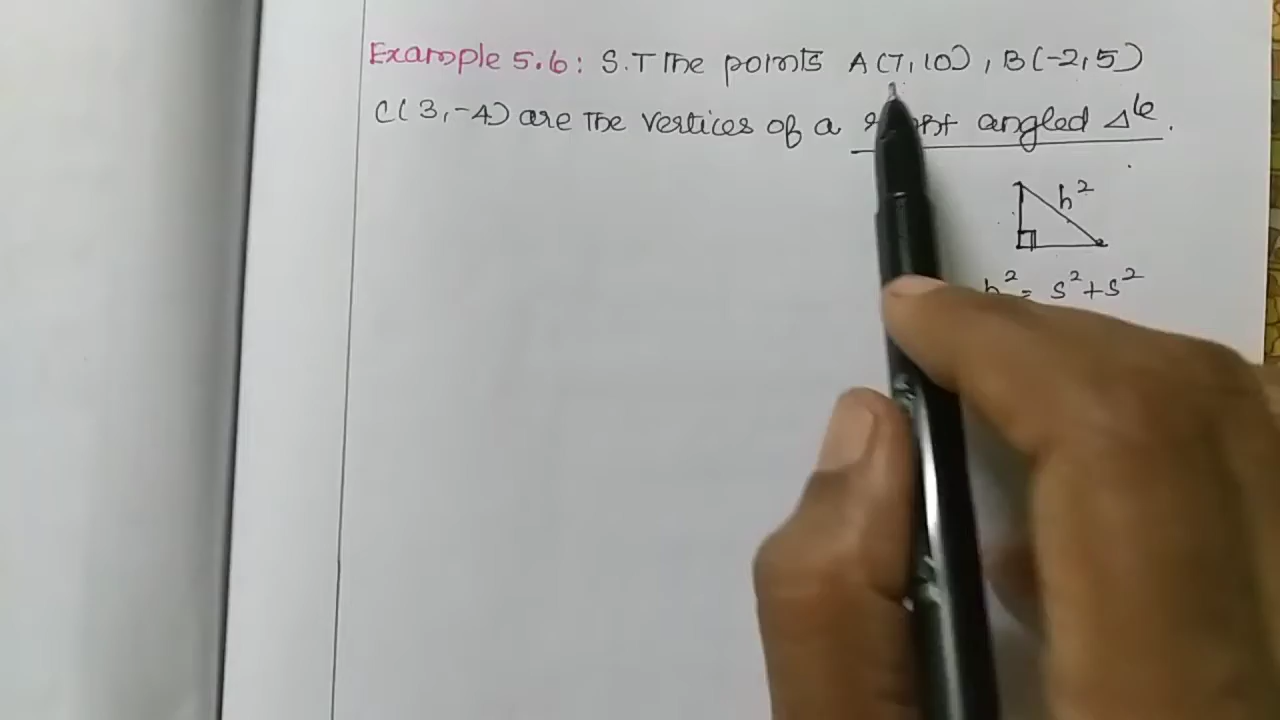 Example 5.6: S.T the points A(7,10), B(-2,5)
C(3,-4) are the vertices of a angled Δle.
h²
h² = s²+s²